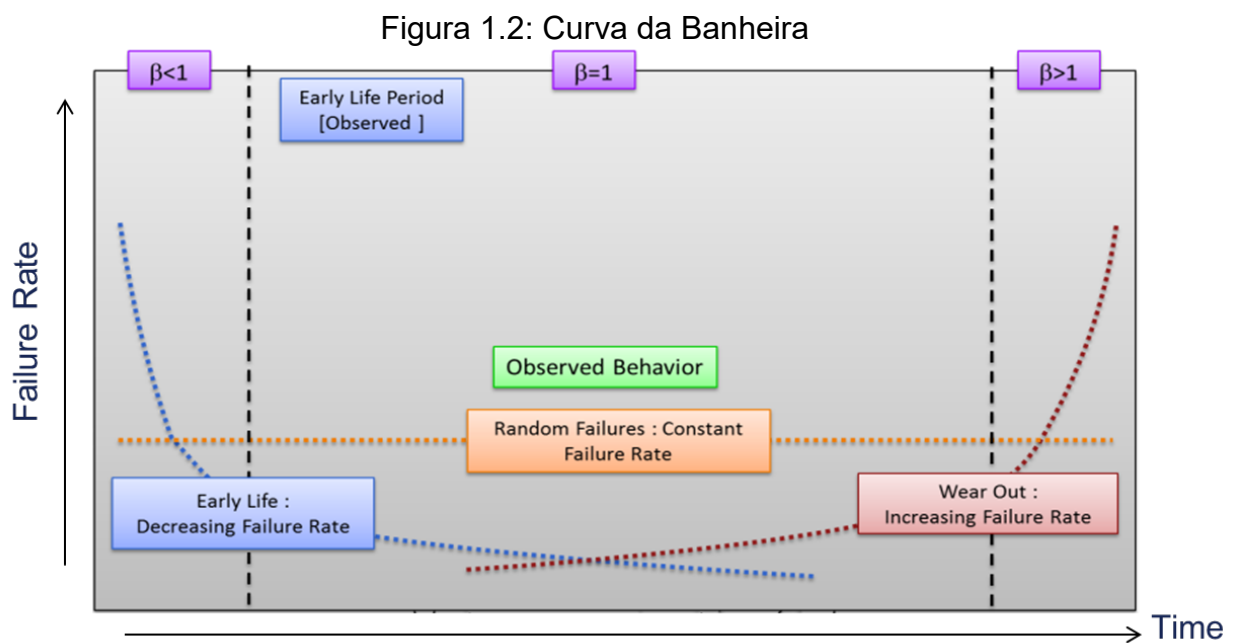 Figura 1.2: Curva da Banheira
β<1
β=1
β>1
Early Life Period
[Observed ]
Failure Rate
Observed Behavior
Random Failures : Constant
Failure Rate
Early Life :
Decreasing Failure Rate
Wear Out :
Increasing Failure Rate
Time